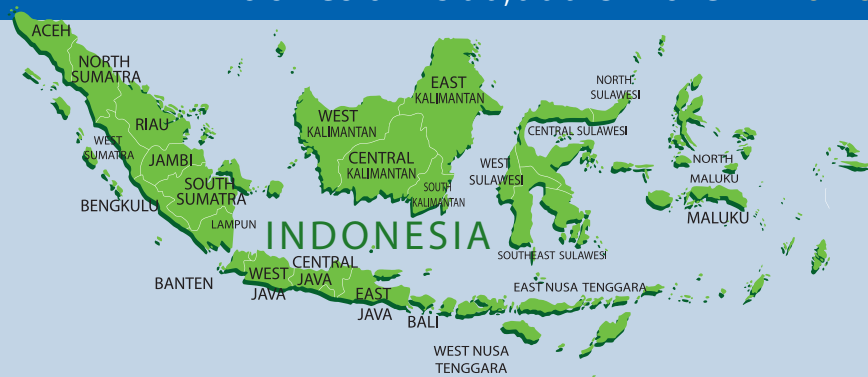 ACEH
NORTH
SUMATRA
RIAU
WEST
SUMATRA
JAMBI
SOUTH
SUMATRA
BENGKULU
LAMPUN
BANTEN
WEST
JAVA
CENTRAL
JAVA
EAST
JAVA
BALI
WEST NUSA
TENGGARA
EAST NUSA TENGGARA
INDONESIA
WEST
KALIMANTAN
CENTRAL
KALIMANTAN
EAST
KALIMANTAN
SOUTH
KALIMANTAN
NORTH
SULAWESI
CENTRAL SULAWESI
WEST
SULAWESI
SOUTHEAST SULAWESI
NORTH
MALUKU
MALUKU